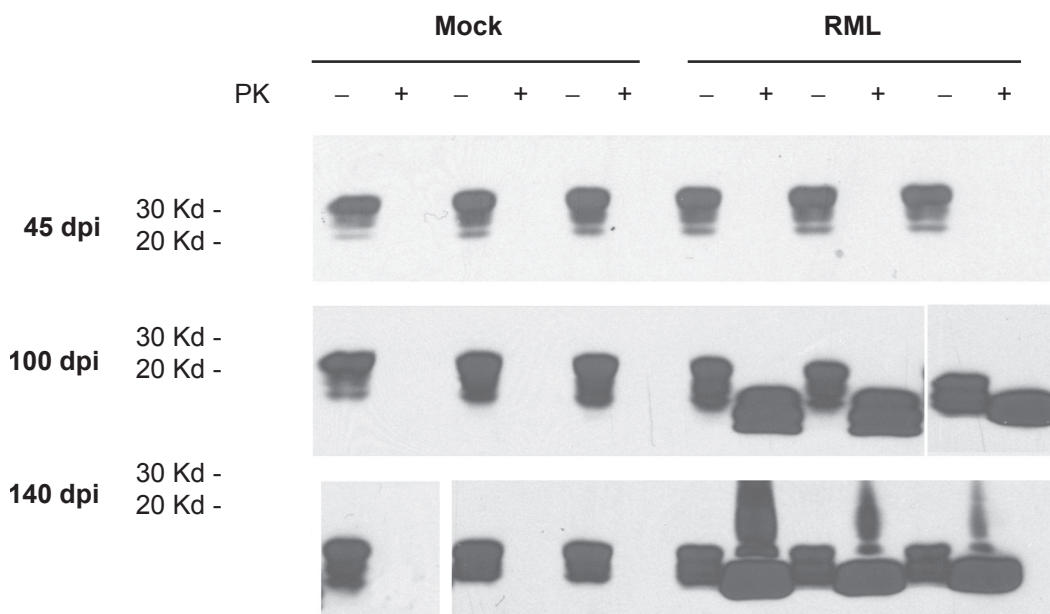 Mock RML
PK – + – + – + – + – + – +
30 Kd -
45 dpi
20 Kd -
30 Kd -
100 dpi
20 Kd -
30 Kd -
140 dpi
20 Kd -